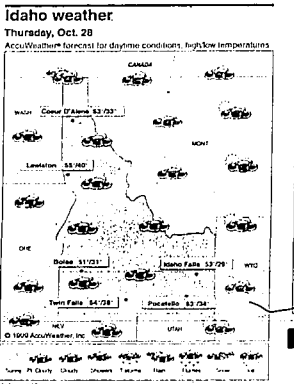 Idaho weather
Thursday, Oct. 28
AccuWeather® forecast for daytime conditions, high/low temperatures
CANADA
WASH
Coeur D'Alene 53°/33°
MONT
Lewiston 55°/40°
ORE
Boise 51°/31°
Idaho Falls 53°/29°
WYO
Twin Falls 54°/38°
Pocatello 52°/34°
NEV
UTAH
© 1999 AccuWeather, Inc
Sunny Pt. Cloudy Cloudy Showers T-storms Rain Flurries Snow Ice